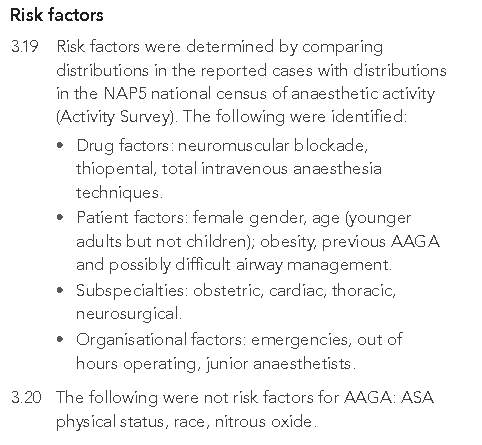 Risk factors
3.19 Risk factors were determined by comparing
distributions in the reported cases with distributions
in the NAP5 national census of anaesthetic activity
(Activity Survey). The following were identified:
• Drug factors: neuromuscular blockade,
thiopental, total intravenous anaesthesia
techniques.
• Patient factors: female gender, age (younger
adults but not children); obesity, previous AAGA
and possibly difficult airway management.
• Subspecialties: obstetric, cardiac, thoracic,
neurosurgical.
• Organisational factors: emergencies, out of
hours operating, junior anaesthetists.
3.20 The following were not risk factors for AAGA: ASA
physical status, race, nitrous oxide.